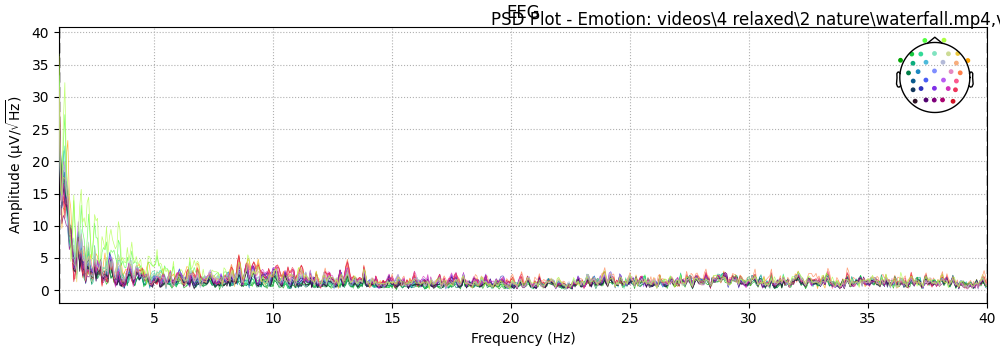 EEG
PSD Plot - Emotion: videos\4 relaxed\2 nature\waterfall.mp4,v
Amplitude (µV/√Hz)
40
35
30
25
20
15
10
5
0
5 10 15 20 25 30 35 40
Frequency (Hz)